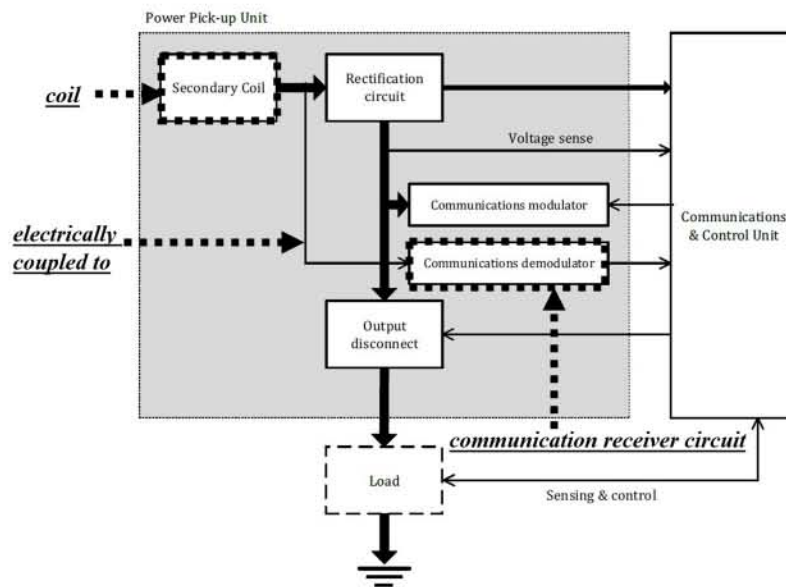 Power Pick-up Unit
Secondary Coil
Rectification
circuit
coil
Voltage sense
Communications modulator
Communications
& Control Unit
electrically
coupled to
Communications demodulator
Output
disconnect
communication receiver circuit
Load
Sensing & control